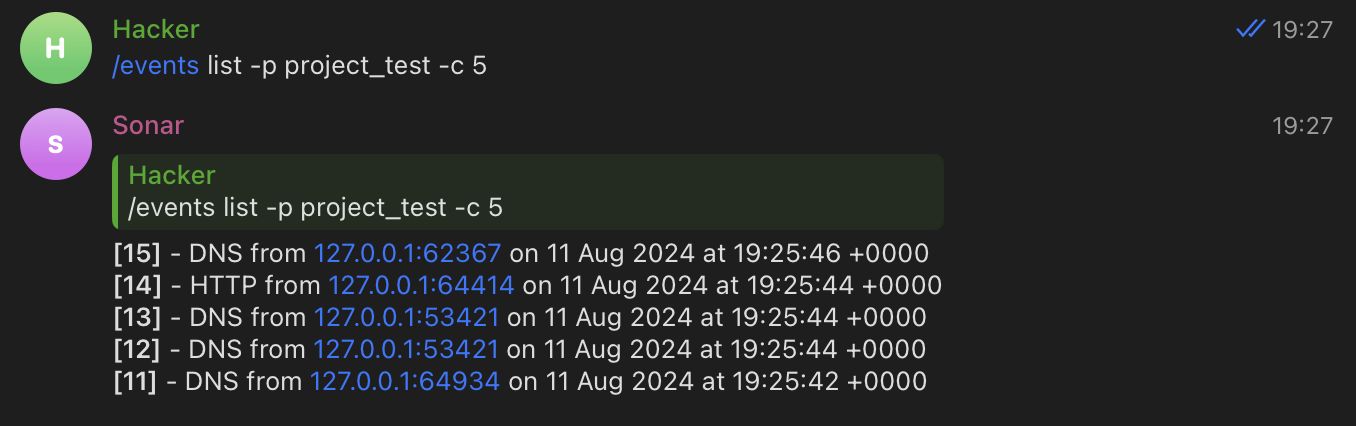 H
Hacker
19:27
/events list -p project_test -c 5
S
Sonar
19:27
Hacker
/events list -p project_test -c 5
[15] - DNS from 127.0.0.1:62367 on 11 Aug 2024 at 19:25:46 +0000
[14] - HTTP from 127.0.0.1:64414 on 11 Aug 2024 at 19:25:44 +0000
[13] - DNS from 127.0.0.1:53421 on 11 Aug 2024 at 19:25:44 +0000
[12] - DNS from 127.0.0.1:53421 on 11 Aug 2024 at 19:25:44 +0000
[11] - DNS from 127.0.0.1:64934 on 11 Aug 2024 at 19:25:42 +0000